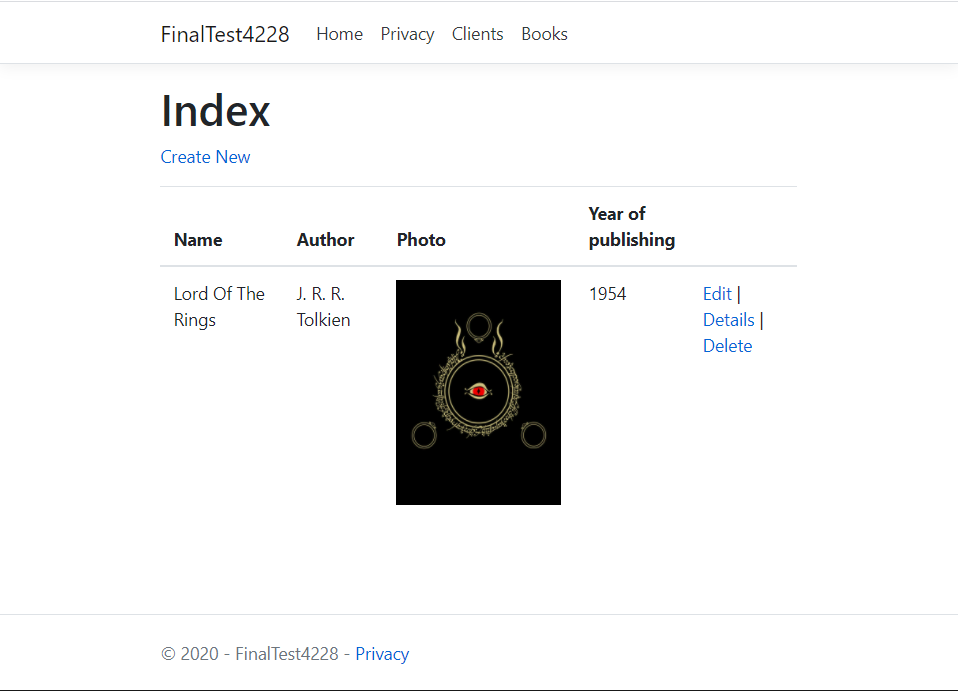 FinalTest4228 Home Privacy Clients Books
Index
Create New
Name Author Photo Year of
publishing
Lord Of The J. R. R. 1954 Edit |
Rings Tolkien Details |
Delete
© 2020 - FinalTest4228 - Privacy